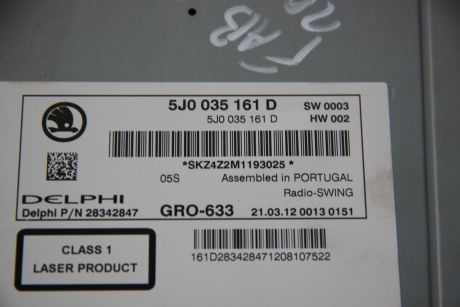 5J0 035 161 D SW 0003
5J0 035 161 D HW 002
*SKZ4Z2M1193025*
05S Assembled in PORTUGAL
Radio-SWING
DELPHI
Delphi P/N 28342847 GRO-633 21.03.12 0013 0151
CLASS 1
LASER PRODUCT
161D283428471208107522